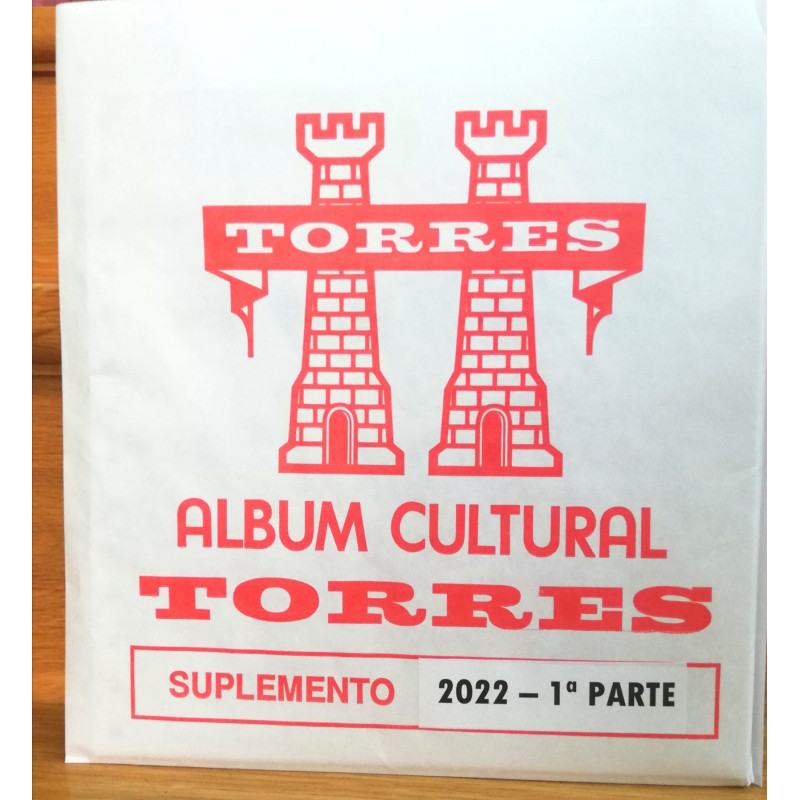 TORRES
ALBUM CULTURAL
TORRES
SUPLEMENTO 2022 – 1ª PARTE